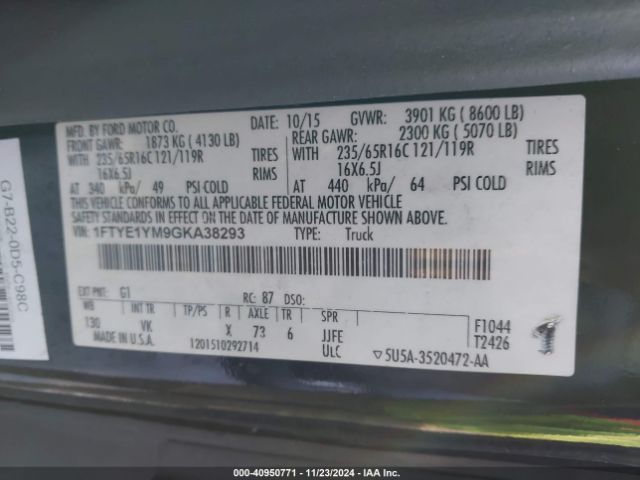 MFD. BY FORD MOTOR CO. DATE: 10/15 GVWR: 3901 KG ( 8600 LB)
FRONT GAWR: 1873 KG ( 4130 LB) REAR GAWR: 2300 KG ( 5070 LB)
WITH 235/65R16C 121/119R TIRES WITH 235/65R16C 121/119R TIRES
16X6.5J RIMS 16X6.5J RIMS
AT 340 kPa/ 49 PSI COLD AT 440 kPa/ 64 PSI COLD
THIS VEHICLE CONFORMS TO ALL APPLICABLE FEDERAL MOTOR VEHICLE
SAFETY STANDARDS IN EFFECT ON THE DATE OF MANUFACTURE SHOWN ABOVE.
VIN: 1FTYE1YM9GKA38293 TYPE: Truck
EXT PNT: G1 RC: 87 DSO:
WB INT TR TP/PS R AXLE TR SPR
130 VK X 73 6 JJFE F1044
MADE IN U.S.A. 1201510292714 ULC T2426
▽5U5A-3520472-AA
G7-B22-0D5-C98C
000-40950771 - 11/23/2024 - IAAI.COM